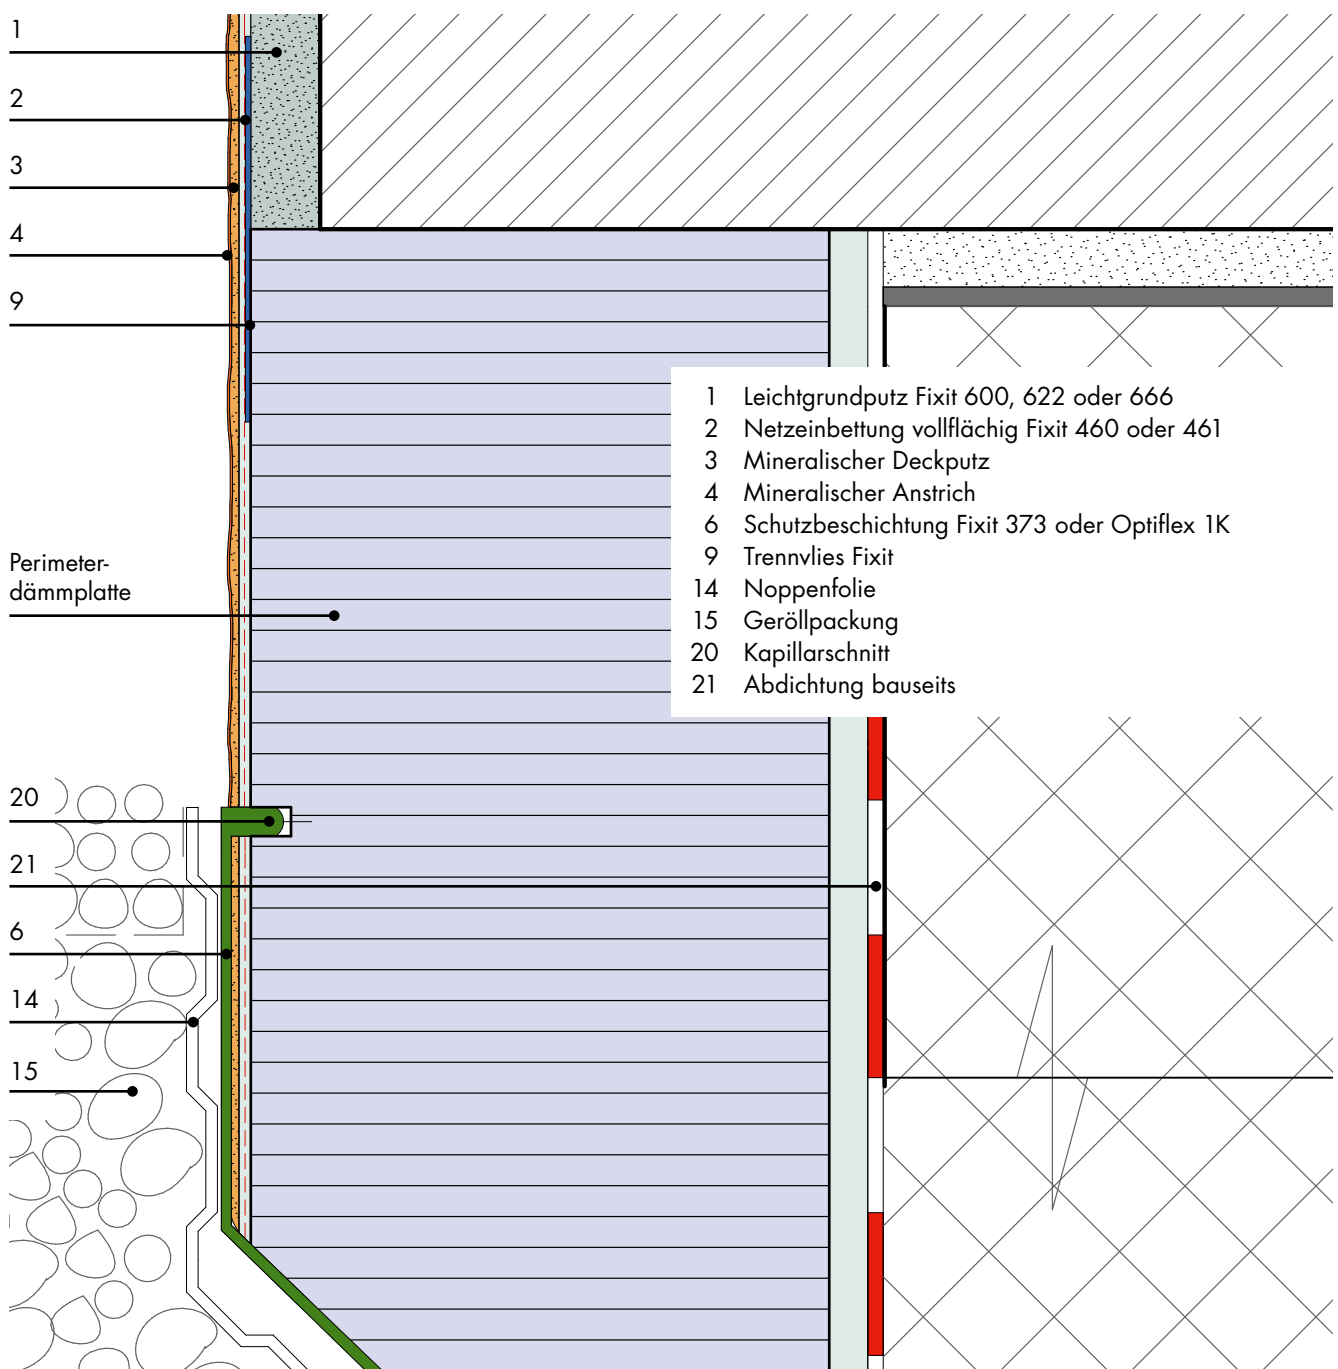 1
2
3
4
9
Perimeter-
dämmplatte
20
21
6
14
15
1 Leichtgrundputz Fixit 600, 622 oder 666
2 Netzeinbettung vollflächig Fixit 460 oder 461
3 Mineralischer Deckputz
4 Mineralischer Anstrich
6 Schutzbeschichtung Fixit 373 oder Optiflex 1K
9 Trennvlies Fixit
14 Noppenfolie
15 Geröllpackung
20 Kapillarschnitt
21 Abdichtung bauseits